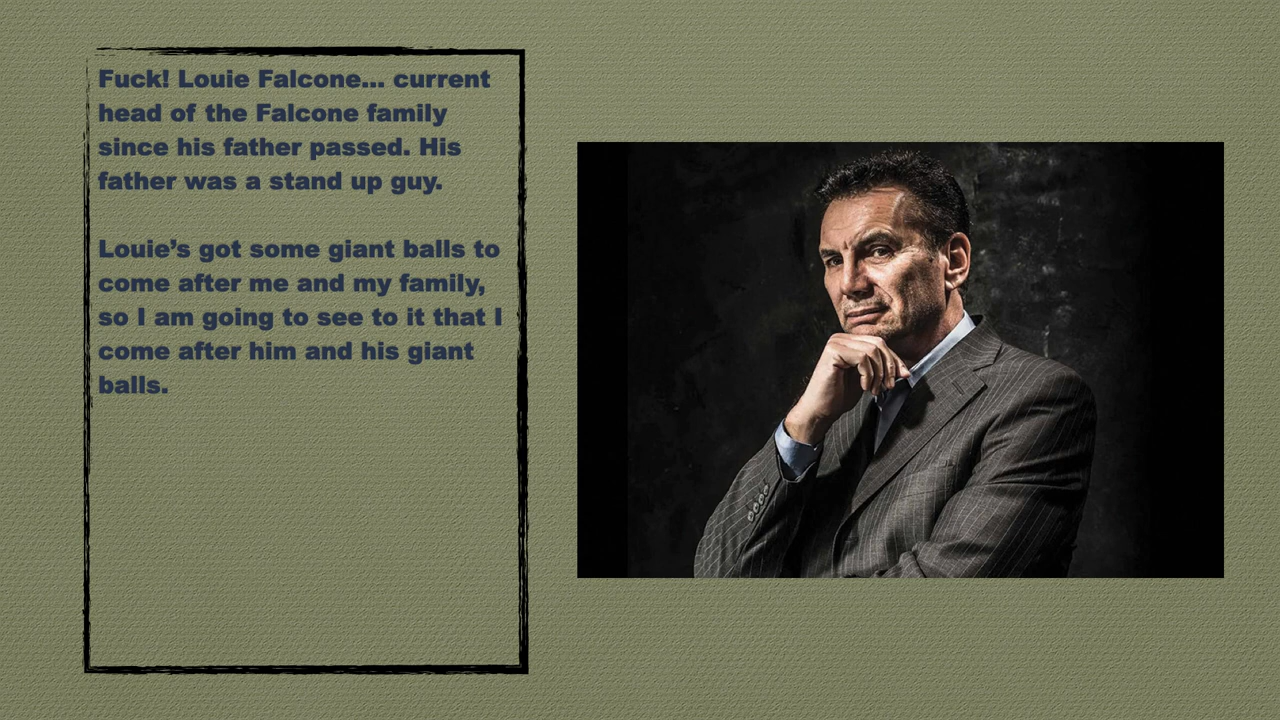 Fuck! Louie Falcone... current
head of the Falcone family
since his father passed. His
father was a stand up guy.
Louie’s got some giant balls to
come after me and my family,
so I am going to see to it that I
come after him and his giant
balls.